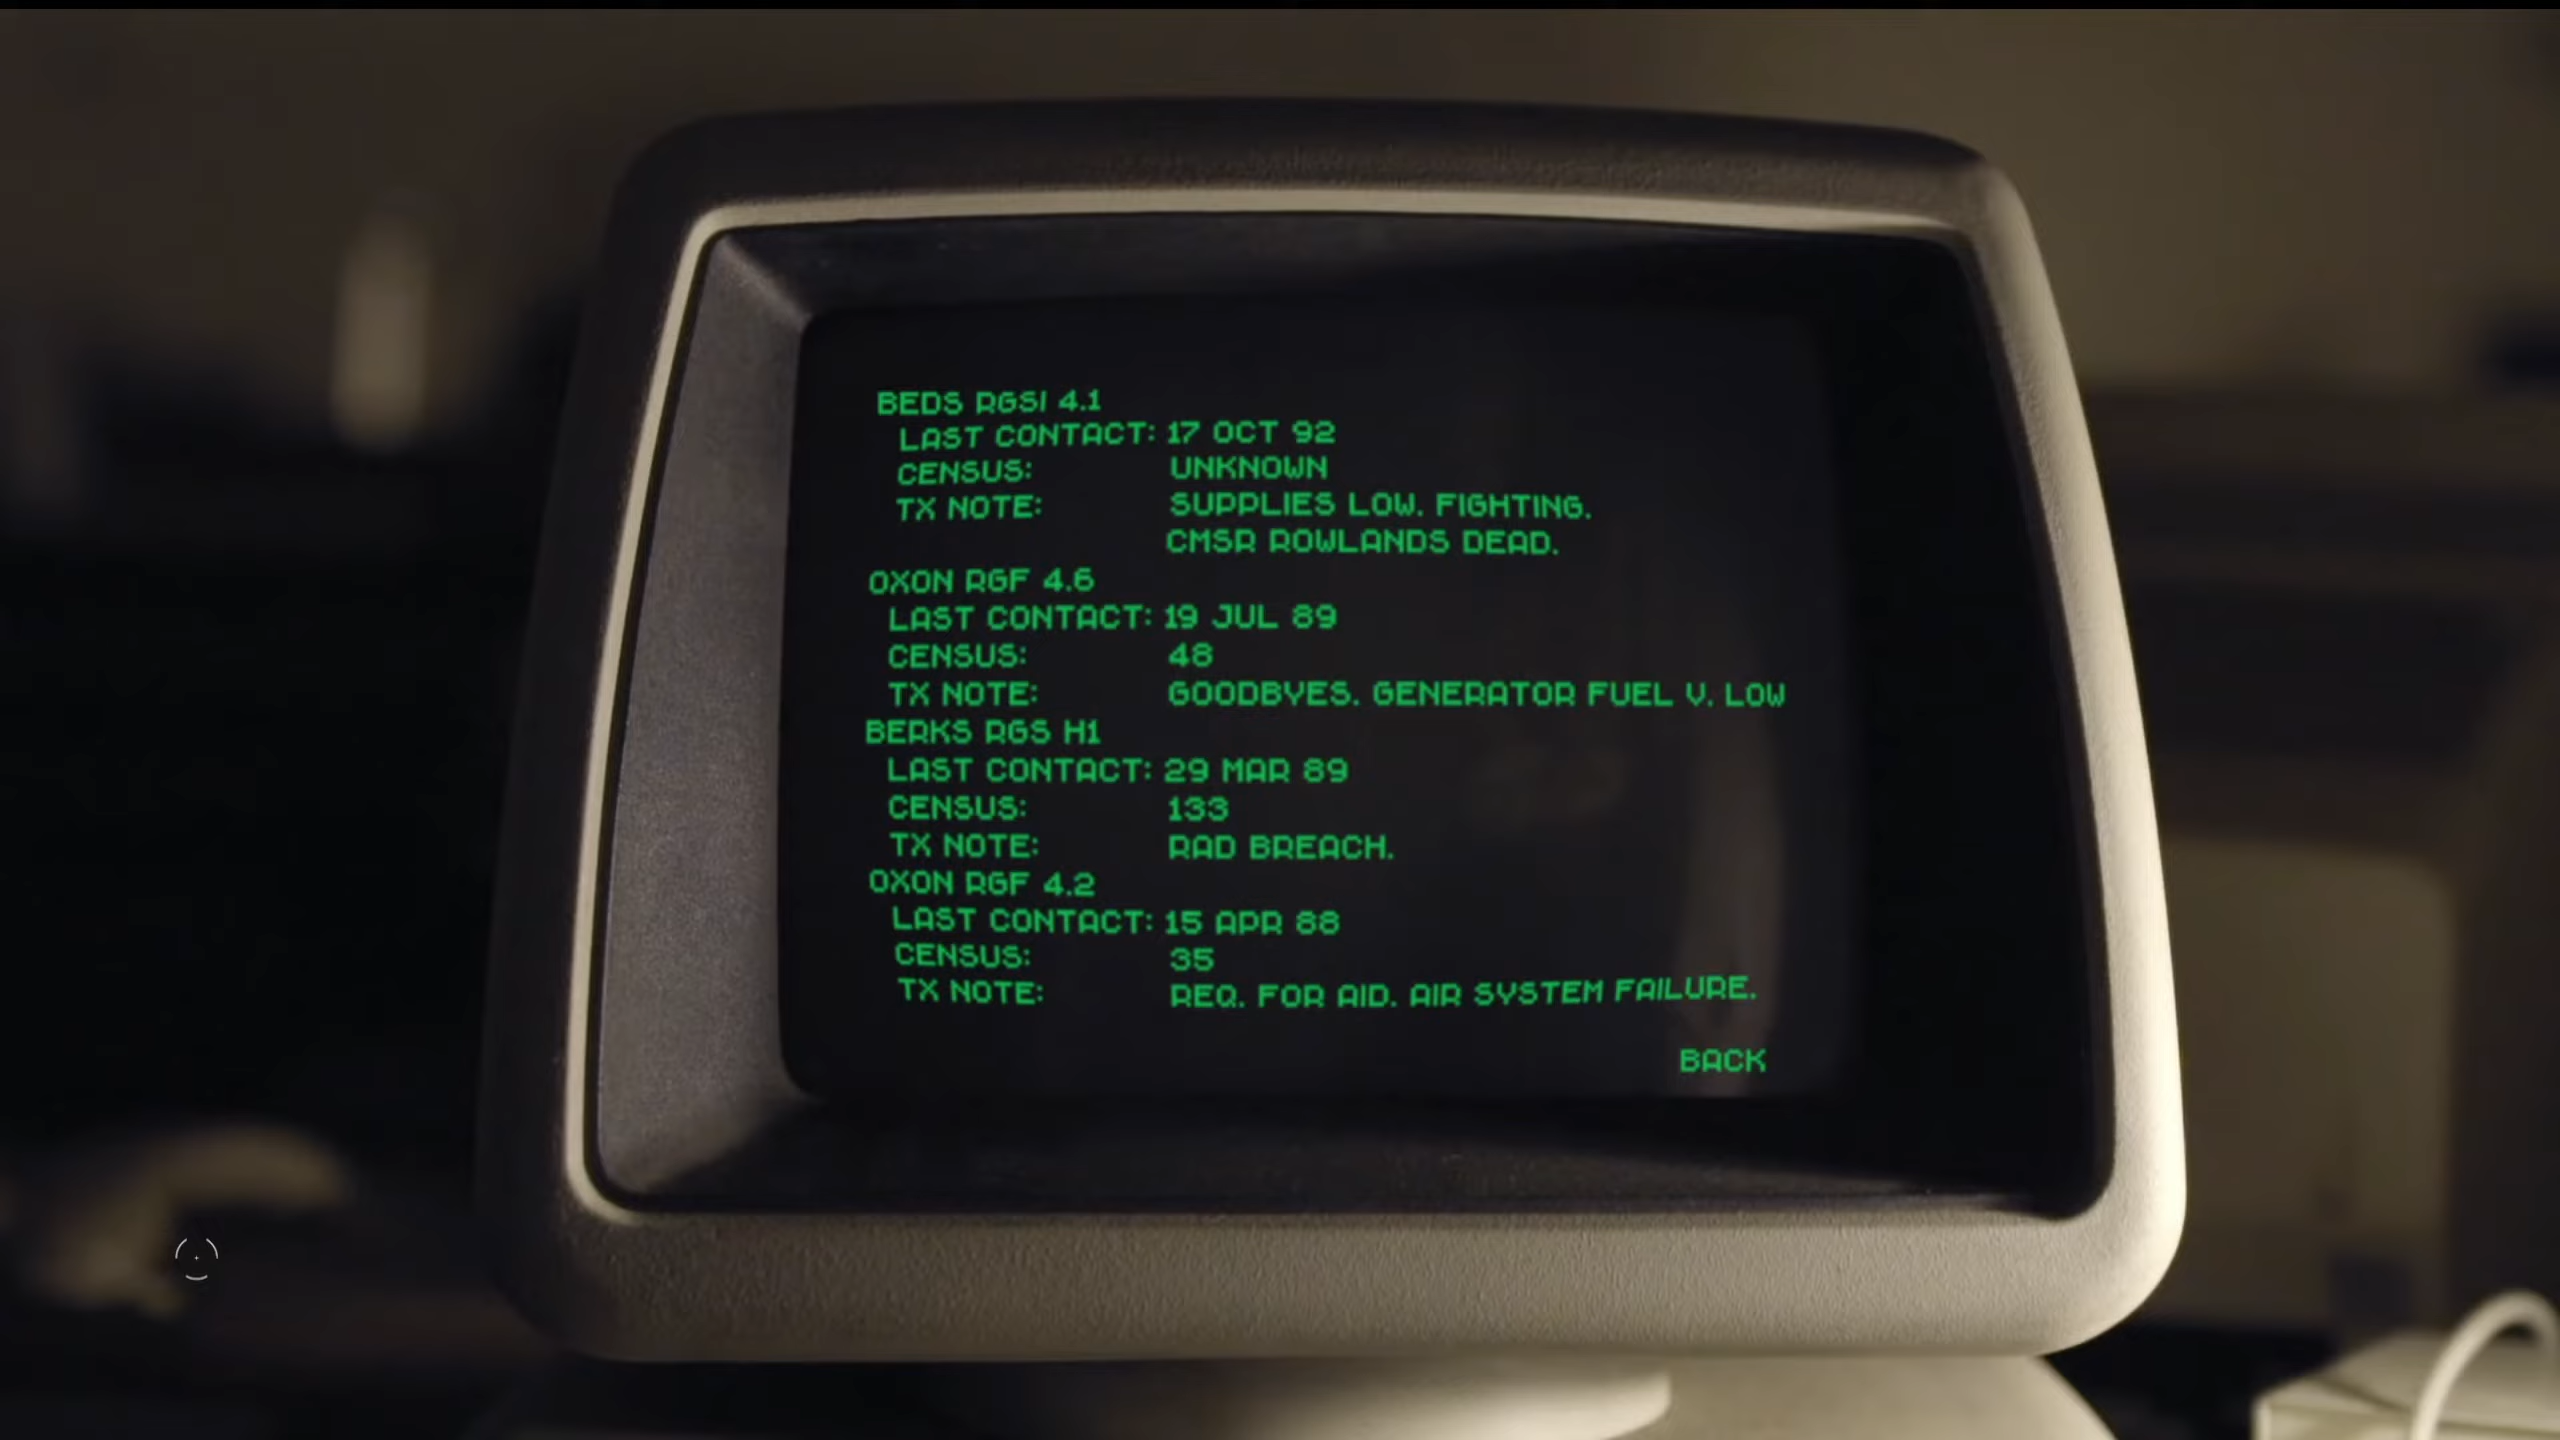 BEDS RGSI 4.1
LAST CONTACT: 17 OCT 92
CENSUS: UNKNOWN
TX NOTE: SUPPLIES LOW. FIGHTING.
CMSR ROWLANDS DEAD.
OXON RGF 4.6
LAST CONTACT: 19 JUL 89
CENSUS: 48
TX NOTE: GOODBYES. GENERATOR FUEL V. LOW
BERKS RGS H1
LAST CONTACT: 29 MAR 89
CENSUS: 133
TX NOTE: RAD BREACH.
OXON RGF 4.2
LAST CONTACT: 15 APR 88
CENSUS: 35
TX NOTE: REQ. FOR AID. AIR SYSTEM FAILURE.
BACK